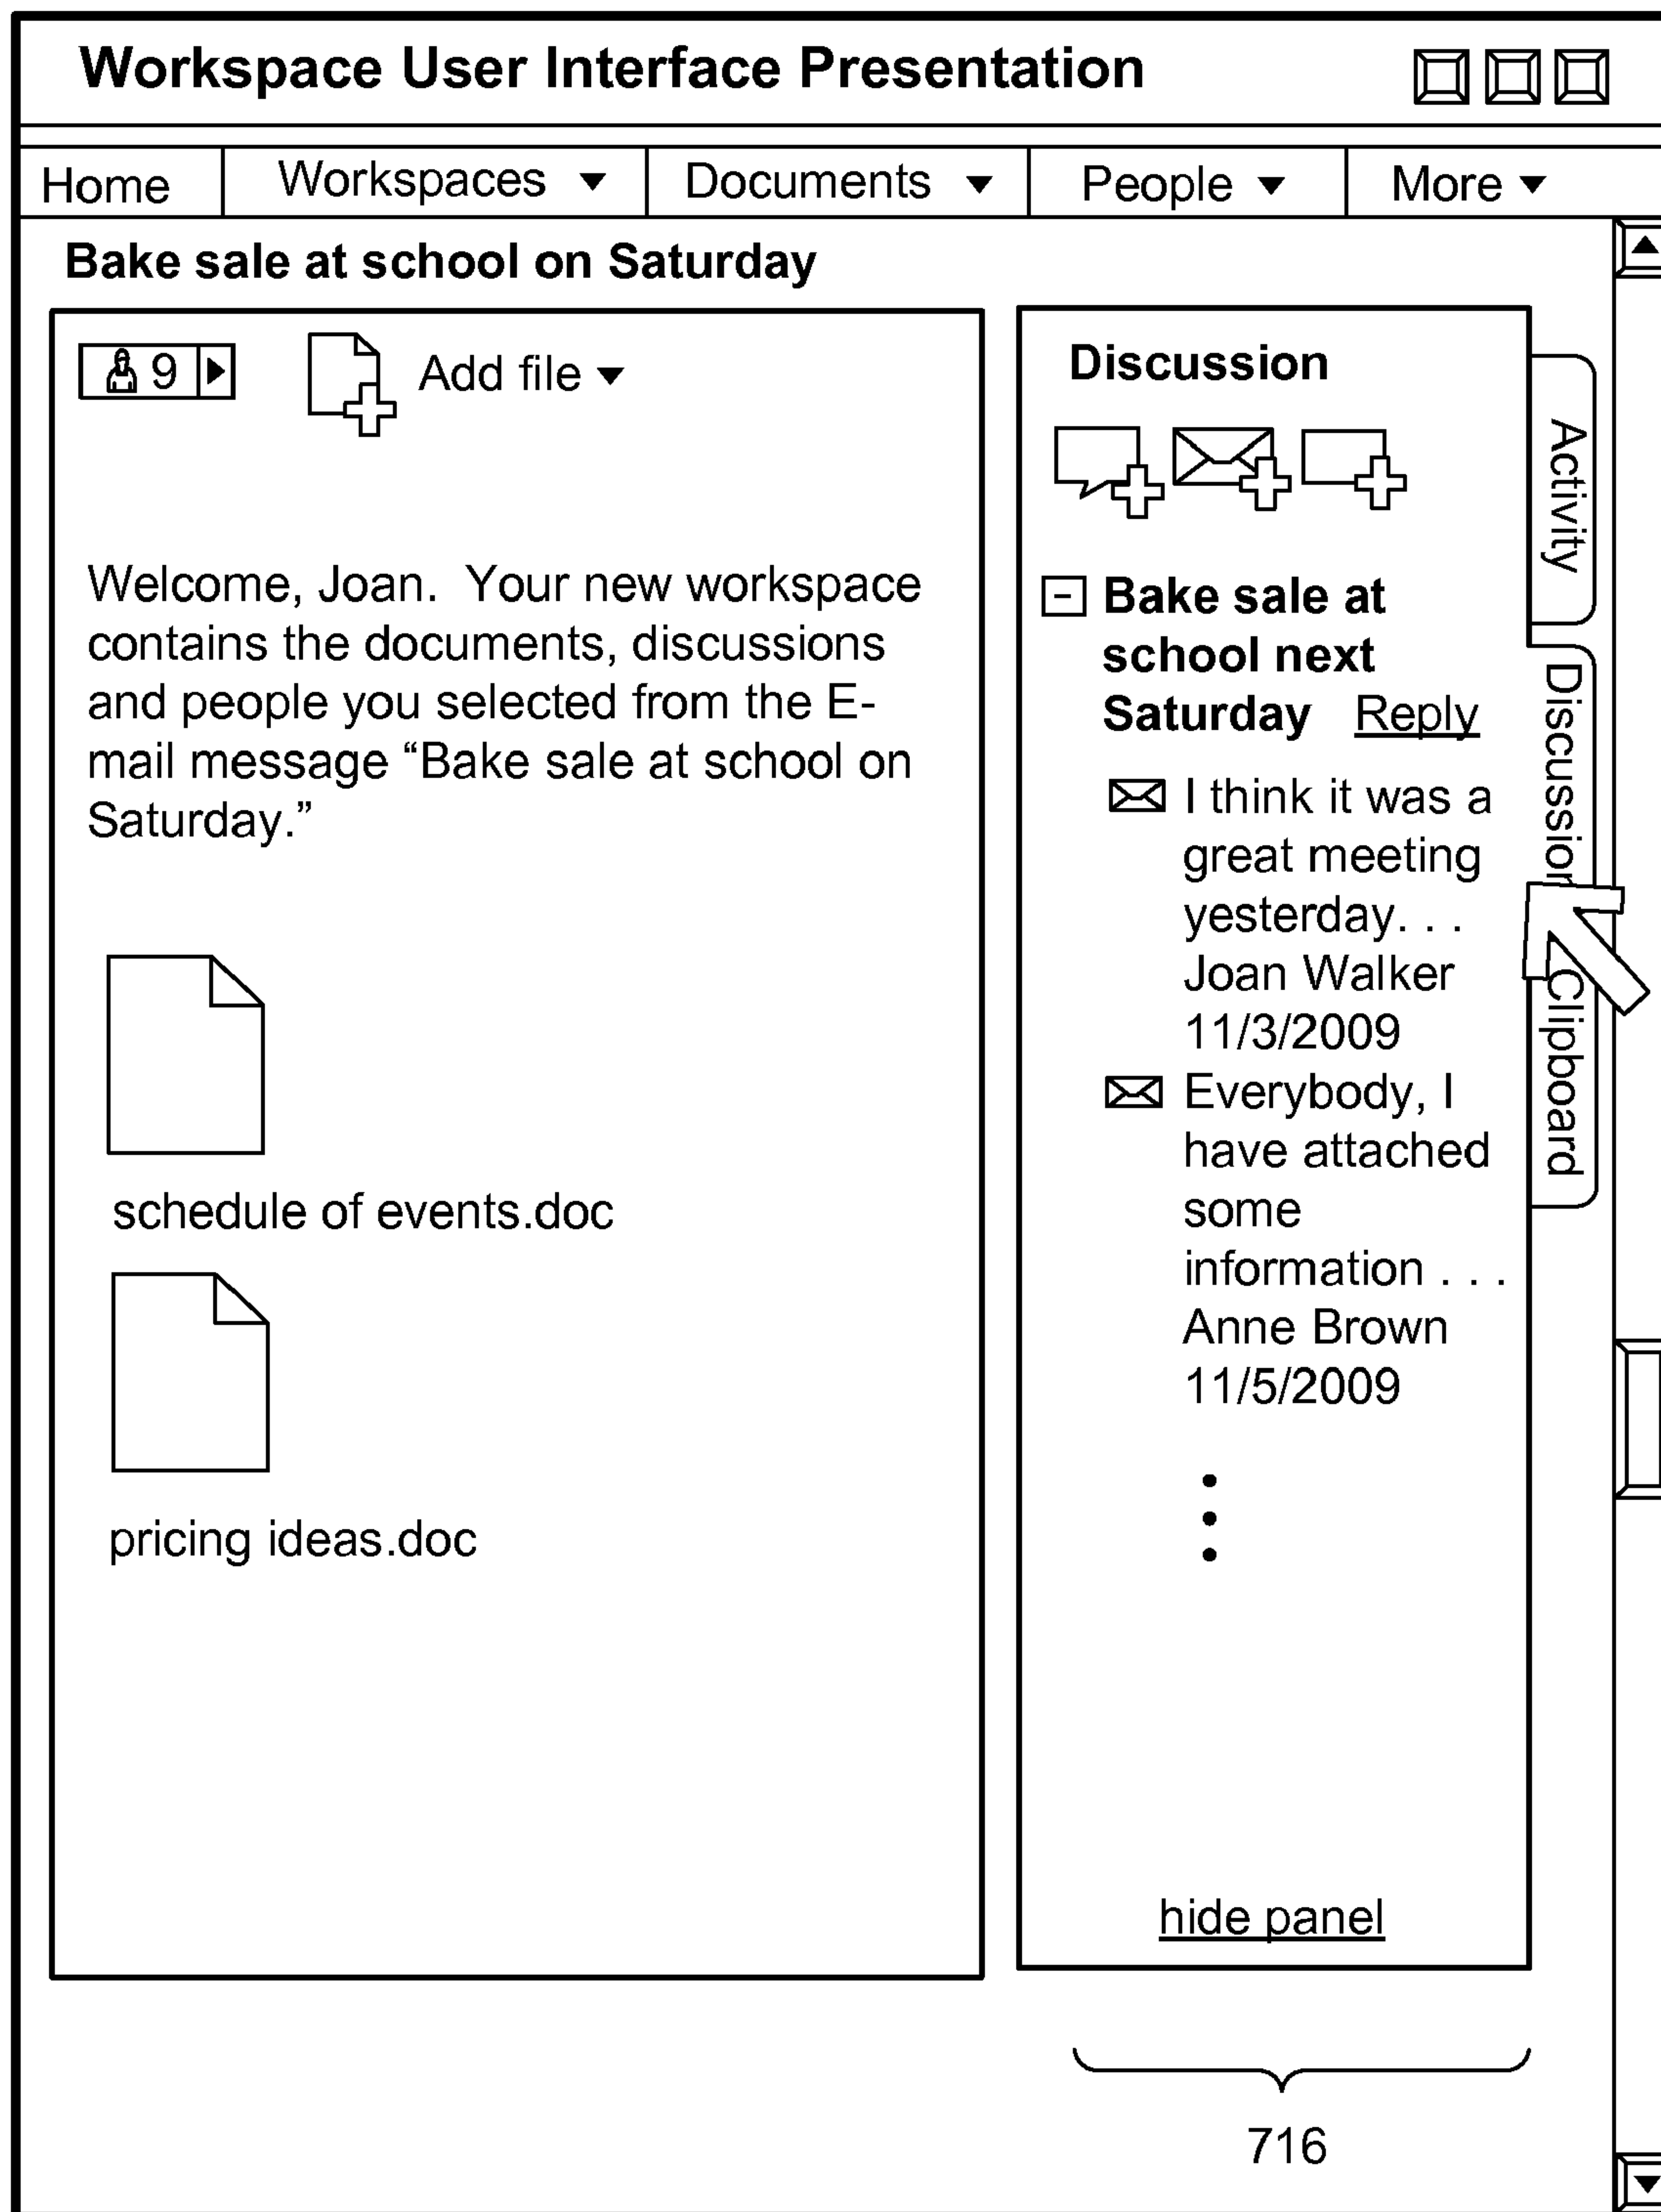 Workspace User Interface Presentation
Home
Workspaces
Documents
People
More
Bake sale at school on Saturday
9
Add file
Welcome, Joan. Your new workspace
contains the documents, discussions
and people you selected from the E-
mail message “Bake sale at school on
Saturday.”
schedule of events.doc
pricing ideas.doc
Discussion
Bake sale at
school next
Saturday Reply
I think it was a
great meeting
yesterday. . .
Joan Walker
11/3/2009
Everybody, I
have attached
some
information . . .
Anne Brown
11/5/2009
hide panel
Activity
Discussion
Clipboard
716